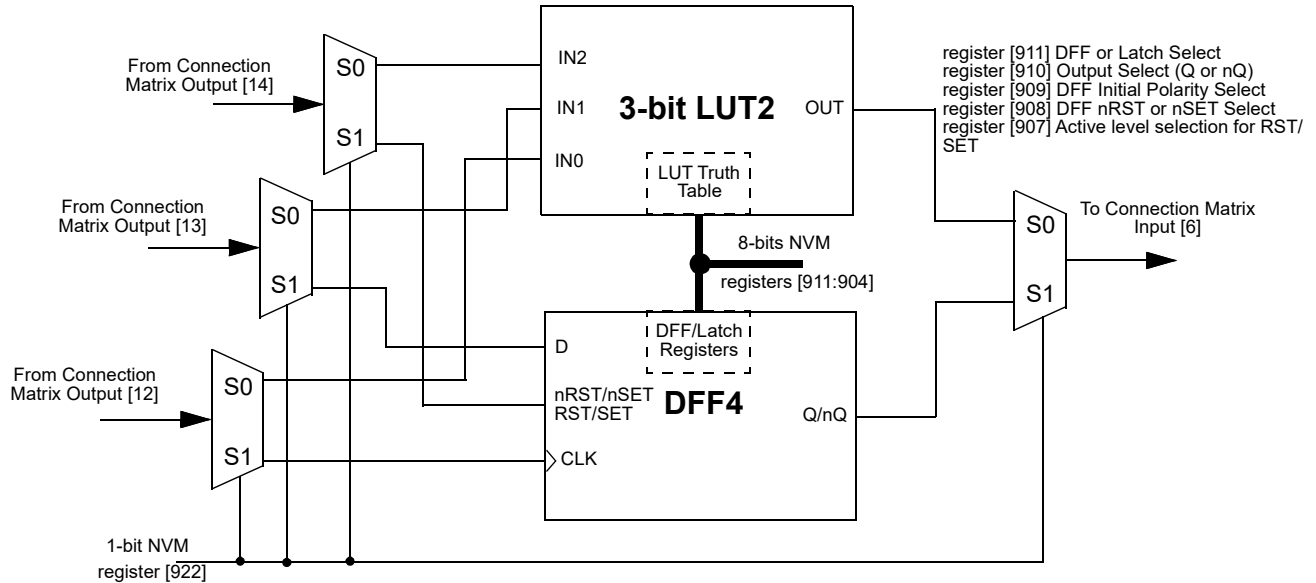 From Connection
Matrix Output [14]
S0
S1
IN2
IN1
IN0
3-bit LUT2
OUT
LUT Truth
Table
register [911] DFF or Latch Select
register [910] Output Select (Q or nQ)
register [909] DFF Initial Polarity Select
register [908] DFF nRST or nSET Select
register [907] Active level selection for RST/
SET
From Connection
Matrix Output [13]
S0
S1
8-bits NVM
registers [911:904]
S0
S1
To Connection Matrix
Input [6]
From Connection
Matrix Output [12]
S0
S1
D
nRST/nSET
RST/SET
CLK
DFF/Latch
Registers
DFF4
Q/nQ
1-bit NVM
register [922]